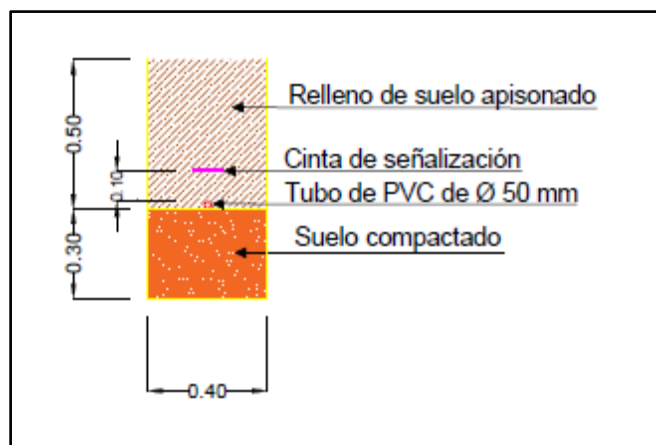 Relleno de suelo apisonado
0.50
Cinta de señalización
0.10
Tubo de PVC de Ø 50 mm
Suelo compactado
0.30
0.40